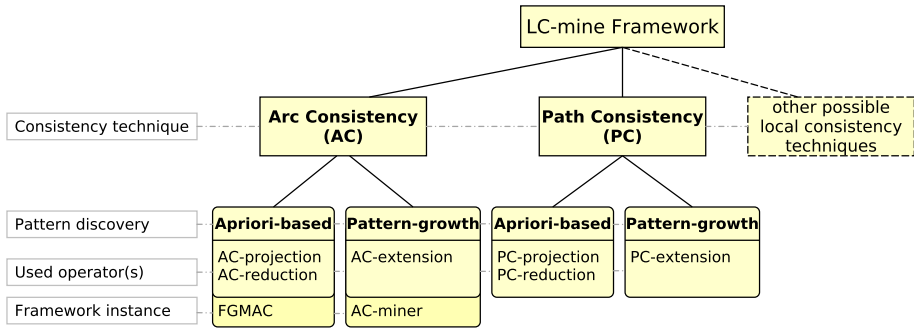 LC-mine Framework
Consistency technique
Arc Consistency
(AC)
Path Consistency
(PC)
other possible
local consistency
techniques
Pattern discovery
Apriori-based
Pattern-growth
Apriori-based
Pattern-growth
Used operator(s)
AC-projection
AC-reduction
AC-extension
PC-projection
PC-reduction
PC-extension
Framework instance
FGMAC
AC-miner